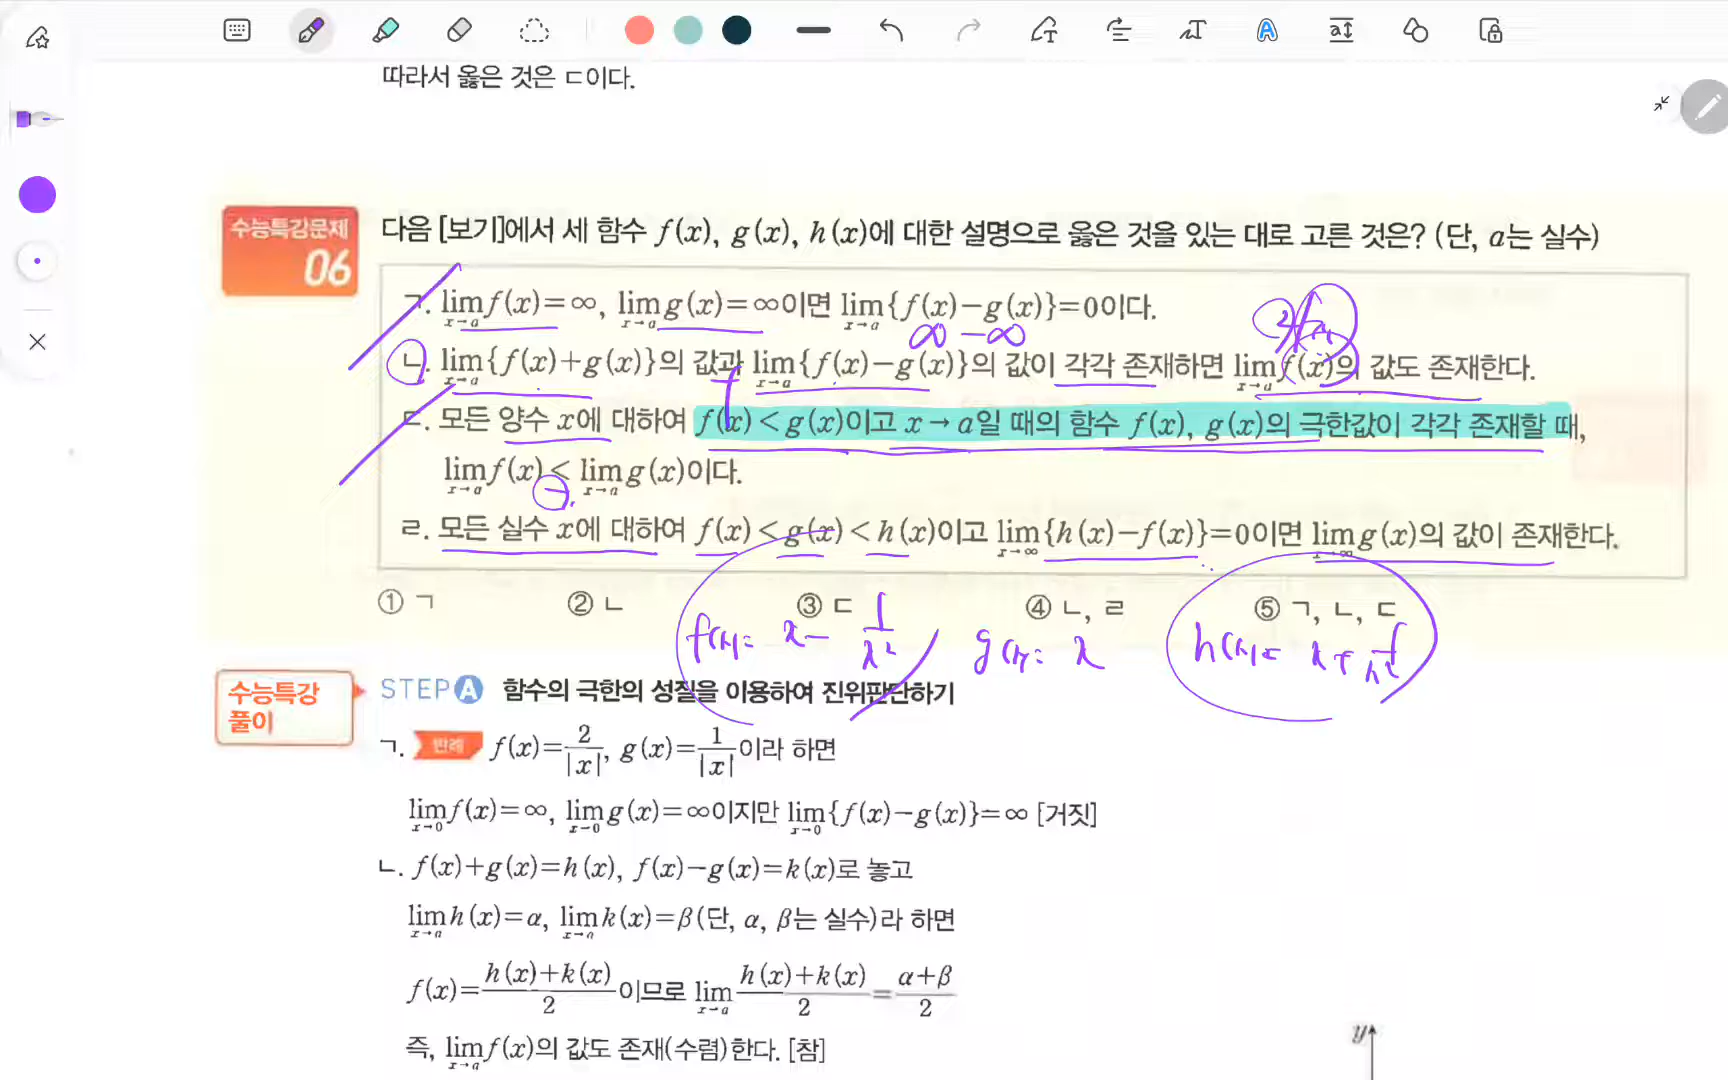 따라서 옳은 것은 ㄷ이다.
수능특강문제
06
다음 [보기]에서 세 함수 f(x), g(x), h(x)에 대한 설명으로 옳은 것을 있는 대로 고른 것은? (단, a는 실수)
ㄱ. lim x→a f(x)=∞, lim x→a g(x)=∞이면 lim x→a {f(x)-g(x)}=0이다.
∞ -∞
ㄴ. lim x→a {f(x)+g(x)}의 값과 lim x→a {f(x)-g(x)}의 값이 각각 존재하면 lim x→a f(x)의 값도 존재한다.
ㄷ. 모든 양수 x에 대하여 f(x)<g(x)이고 x→a일 때의 함수 f(x), g(x)의 극한값이 각각 존재할 때,
lim x→a f(x)< lim x→a g(x)이다.
ㄹ. 모든 실수 x에 대하여 f(x)<g(x)<h(x)이고 lim x→∞ {h(x)-f(x)}=0이면 lim x→∞ g(x)의 값이 존재한다.
① ㄱ ② ㄴ ③ ㄷ ④ ㄴ, ㄹ ⑤ ㄱ, ㄴ, ㄷ
f(x)= x- 1/x² g(x)= x h(x)= x+ 1/x²
수능특강
풀이
STEP A 함수의 극한의 성질을 이용하여 진위판단하기
ㄱ. 반례 f(x)=2/|x|, g(x)=1/|x|이라 하면
lim x→0 f(x)=∞, lim x→0 g(x)=∞이지만 lim x→0 {f(x)-g(x)}=∞ [거짓]
ㄴ. f(x)+g(x)=h(x), f(x)-g(x)=k(x)로 놓고
lim x→a h(x)=α, lim x→a k(x)=β(단, α, β는 실수)라 하면
f(x)=(h(x)+k(x))/2이므로 lim x→a (h(x)+k(x))/2=(α+β)/2
즉, lim x→a f(x)의 값도 존재(수렴)한다. [참]
y